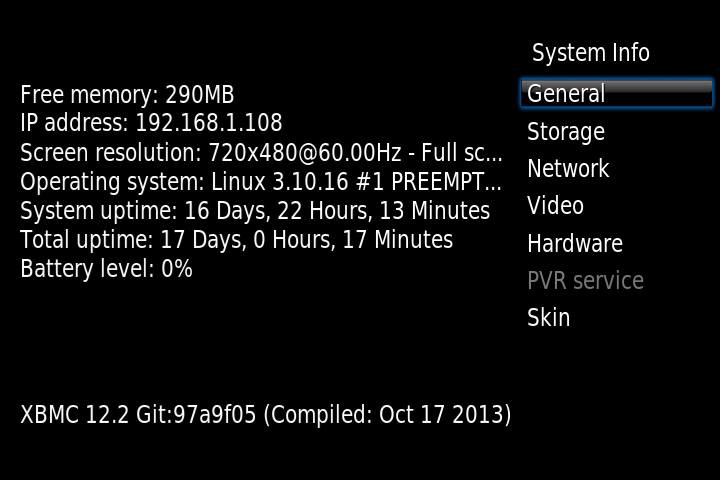 System Info
Free memory: 290MB
IP address: 192.168.1.108
Screen resolution: 720x480@60.00Hz - Full sc...
Operating system: Linux 3.10.16 #1 PREEMPT...
System uptime: 16 Days, 22 Hours, 13 Minutes
Total uptime: 17 Days, 0 Hours, 17 Minutes
Battery level: 0%
General
Storage
Network
Video
Hardware
PVR service
Skin
XBMC 12.2 Git:97a9f05 (Compiled: Oct 17 2013)